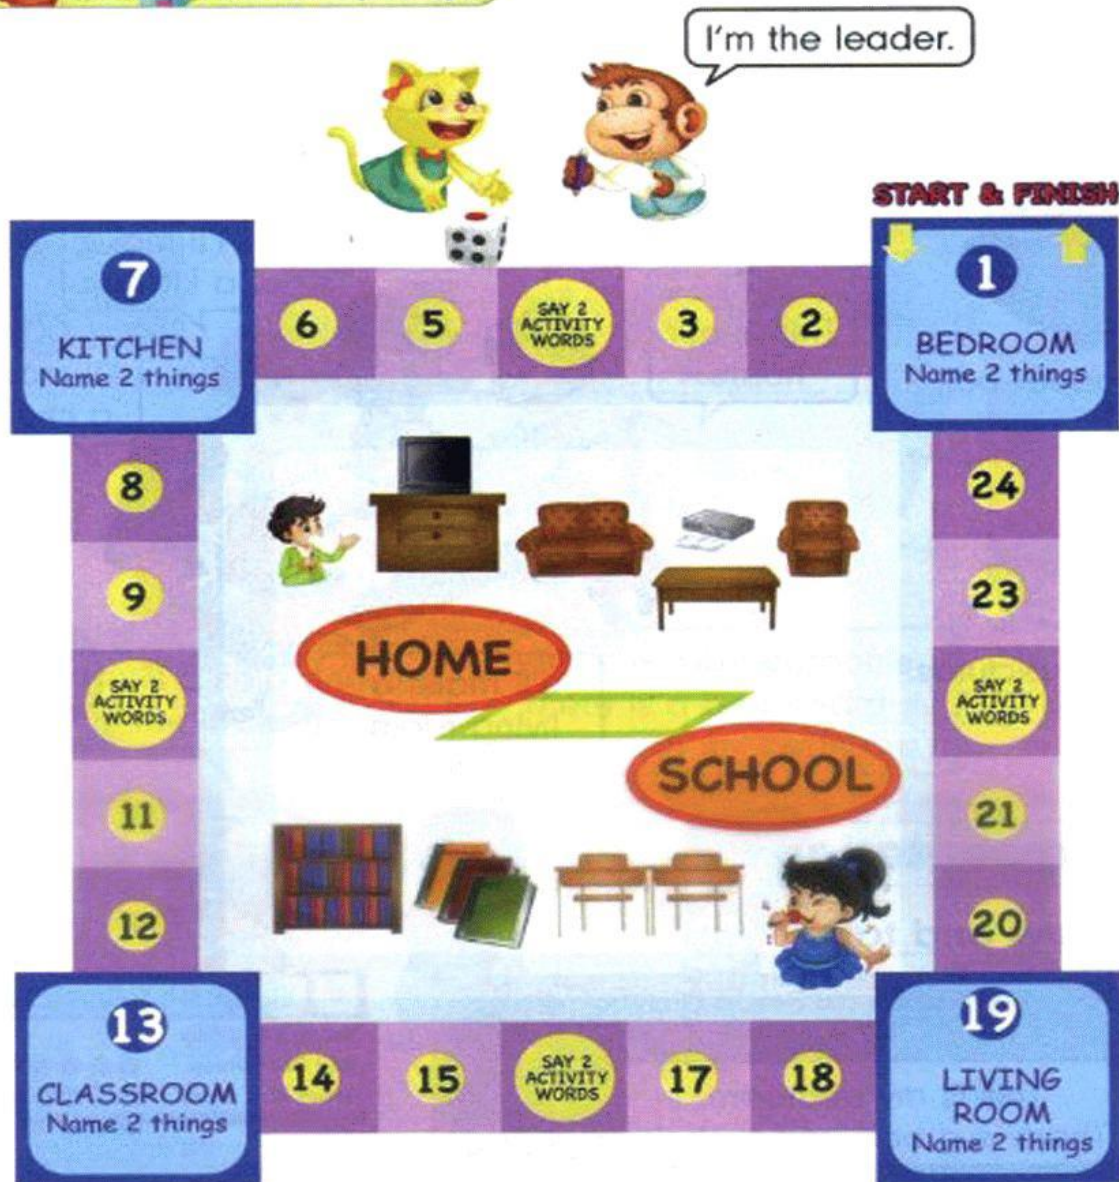 I'm the leader.
START & FINISH
7
KITCHEN
Name 2 things
6
5
SAY 2
ACTIVITY
WORDS
3
2
1
BEDROOM
Name 2 things
8
24
9
23
SAY 2
ACTIVITY
WORDS
SAY 2
ACTIVITY
WORDS
HOME
SCHOOL
11
21
12
20
13
CLASSROOM
Name 2 things
14
15
SAY 2
ACTIVITY
WORDS
17
18
19
LIVING
ROOM
Name 2 things